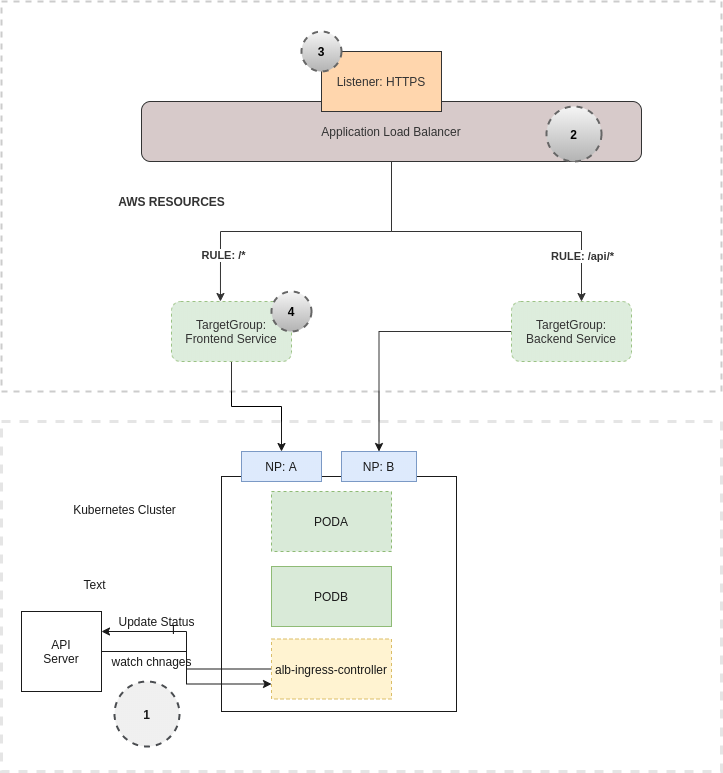 3
Listener: HTTPS
Application Load Balancer
2
AWS RESOURCES
RULE: /*
RULE: /api/*
4
TargetGroup:
Frontend Service
TargetGroup:
Backend Service
NP: A
NP: B
Kubernetes Cluster
PODA
Text
PODB
API
Server
Update Status
watch chnages
alb-ingress-controller
1